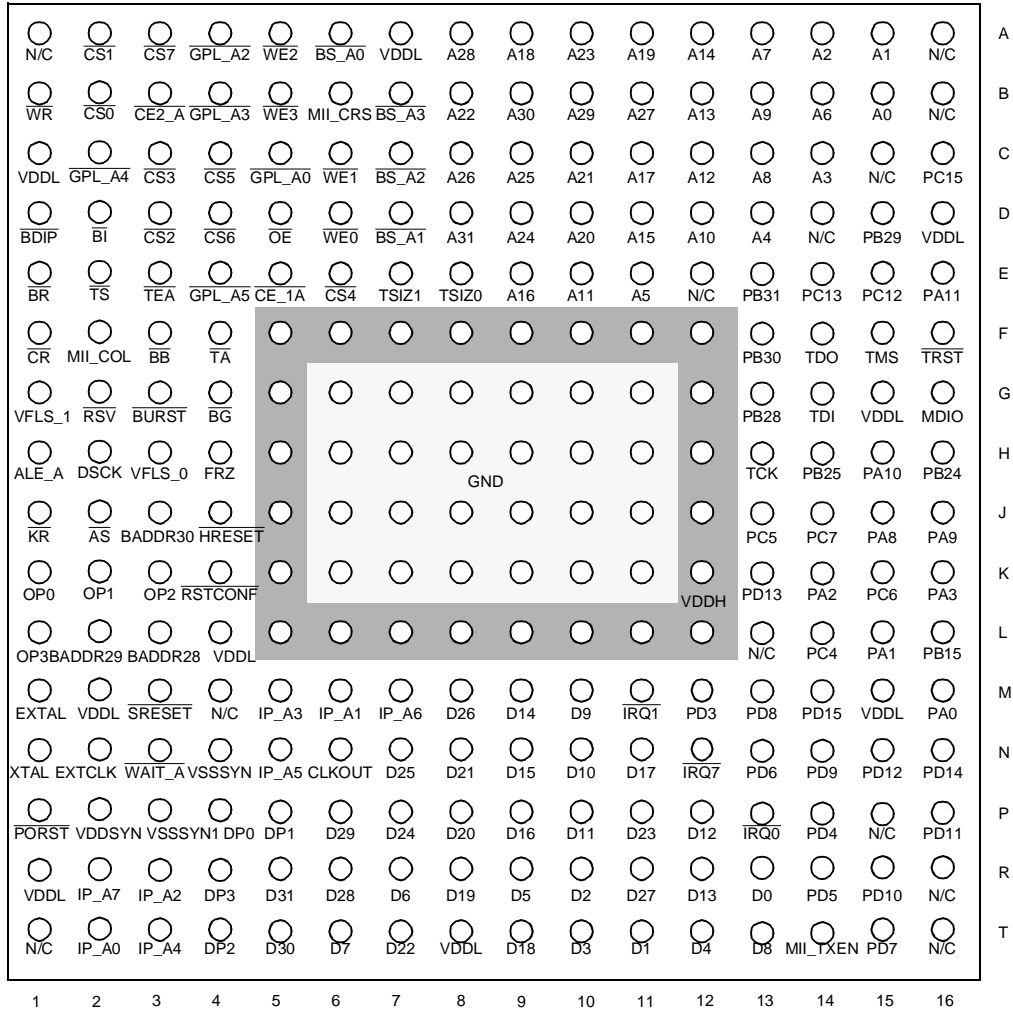 A
N/C CS1 CS7 GPL_A2 WE2 BS_A0 VDDL A28 A18 A23 A19 A14 A7 A2 A1 N/C
B
WR CS0 CE2_A GPL_A3 WE3 MII_CRS BS_A3 A22 A30 A29 A27 A13 A9 A6 A0 N/C
C
VDDL GPL_A4 CS3 CS5 GPL_A0 WE1 BS_A2 A26 A25 A21 A17 A12 A8 A3 N/C PC15
D
BDIP BI CS2 CS6 OE WE0 BS_A1 A31 A24 A20 A15 A10 A4 N/C PB29 VDDL
E
BR TS TEA GPL_A5 CE_1A CS4 TSIZ1 TSIZ0 A16 A11 A5 N/C PB31 PC13 PC12 PA11
F
CR MII_COL BB TA PB30 TDO TMS TRST
G
VFLS_1 RSV BURST BG PB28 TDI VDDL MDIO
H
ALE_A DSCK VFLS_0 FRZ GND TCK PB25 PA10 PB24
J
KR AS BADDR30 HRESET PC5 PC7 PA8 PA9
K
OP0 OP1 OP2 RSTCONF VDDH PD13 PA2 PC6 PA3
L
OP3 BADDR29 BADDR28 VDDL N/C PC4 PA1 PB15
M
EXTAL VDDL SRESET N/C IP_A3 IP_A1 IP_A6 D26 D14 D9 IRQ1 PD3 PD8 PD15 VDDL PA0
N
XTAL EXTCLK WAIT_A VSSSYN IP_A5 CLKOUT D25 D21 D15 D10 D17 IRQ7 PD6 PD9 PD12 PD14
P
PORST VDDSYN VSSSYN1 DP0 DP1 D29 D24 D20 D16 D11 D23 D12 IRQ0 PD4 N/C PD11
R
VDDL IP_A7 IP_A2 DP3 D31 D28 D6 D19 D5 D2 D27 D13 D0 PD5 PD10 N/C
T
N/C IP_A0 IP_A4 DP2 D30 D7 D22 VDDL D18 D3 D1 D4 D8 MII_TXEN PD7 N/C
1 2 3 4 5 6 7 8 9 10 11 12 13 14 15 16